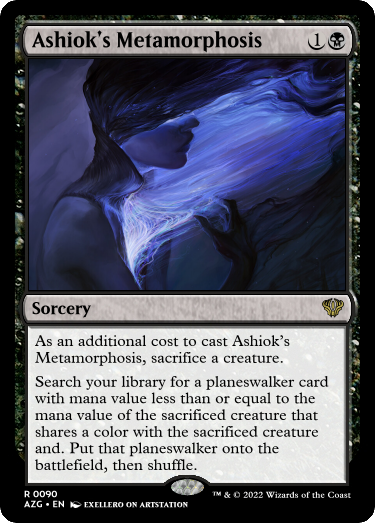 Ashiok's Metamorphosis 1
Sorcery
As an additional cost to cast Ashiok's
Metamorphosis, sacrifice a creature.
Search your library for a planeswalker card
with mana value less than or equal to the
mana value of the sacrificed creature that
shares a color with the sacrificed creature
and. Put that planeswalker onto the
battlefield, then shuffle.
R 0090
AZG • EN EXELLERO ON ARTSTATION
™ & © 2022 Wizards of the Coast